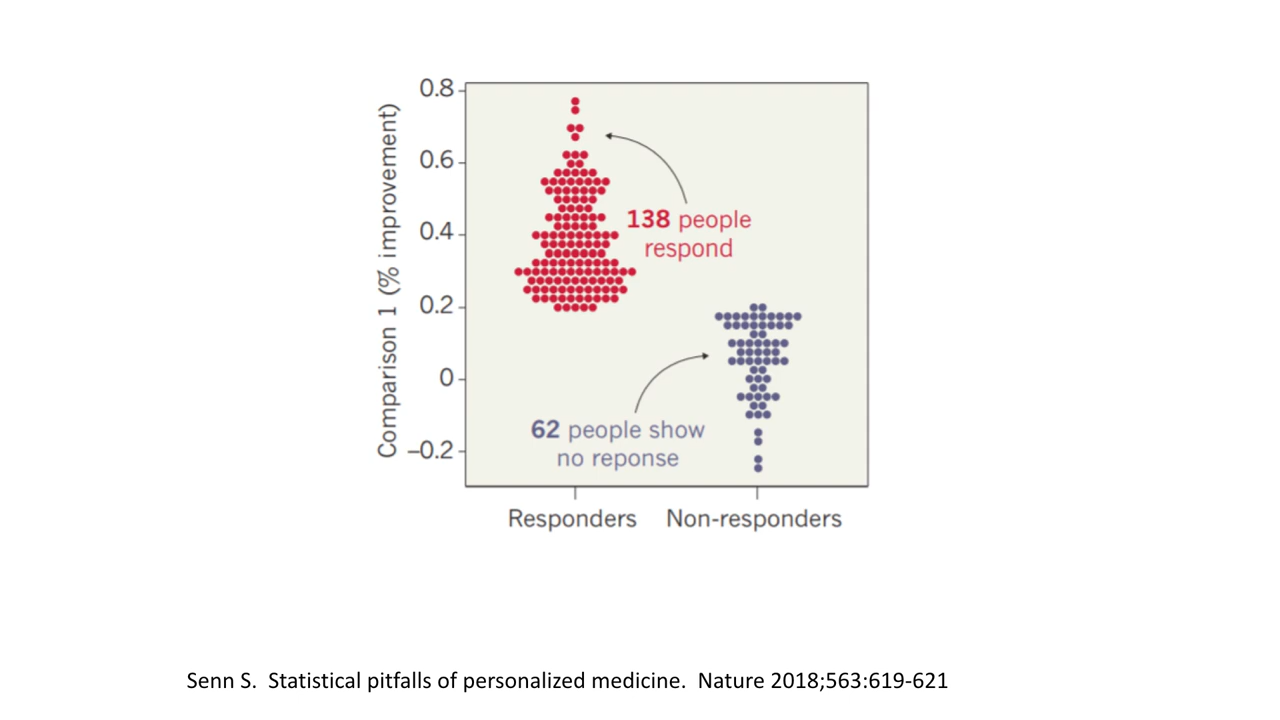 0.8
0.6
0.4
0.2
0
–0.2
Comparison 1 (% improvement)
138 people
respond
62 people show
no reponse
Responders
Non-responders
Senn S.  Statistical pitfalls of personalized medicine.  Nature 2018;563:619-621